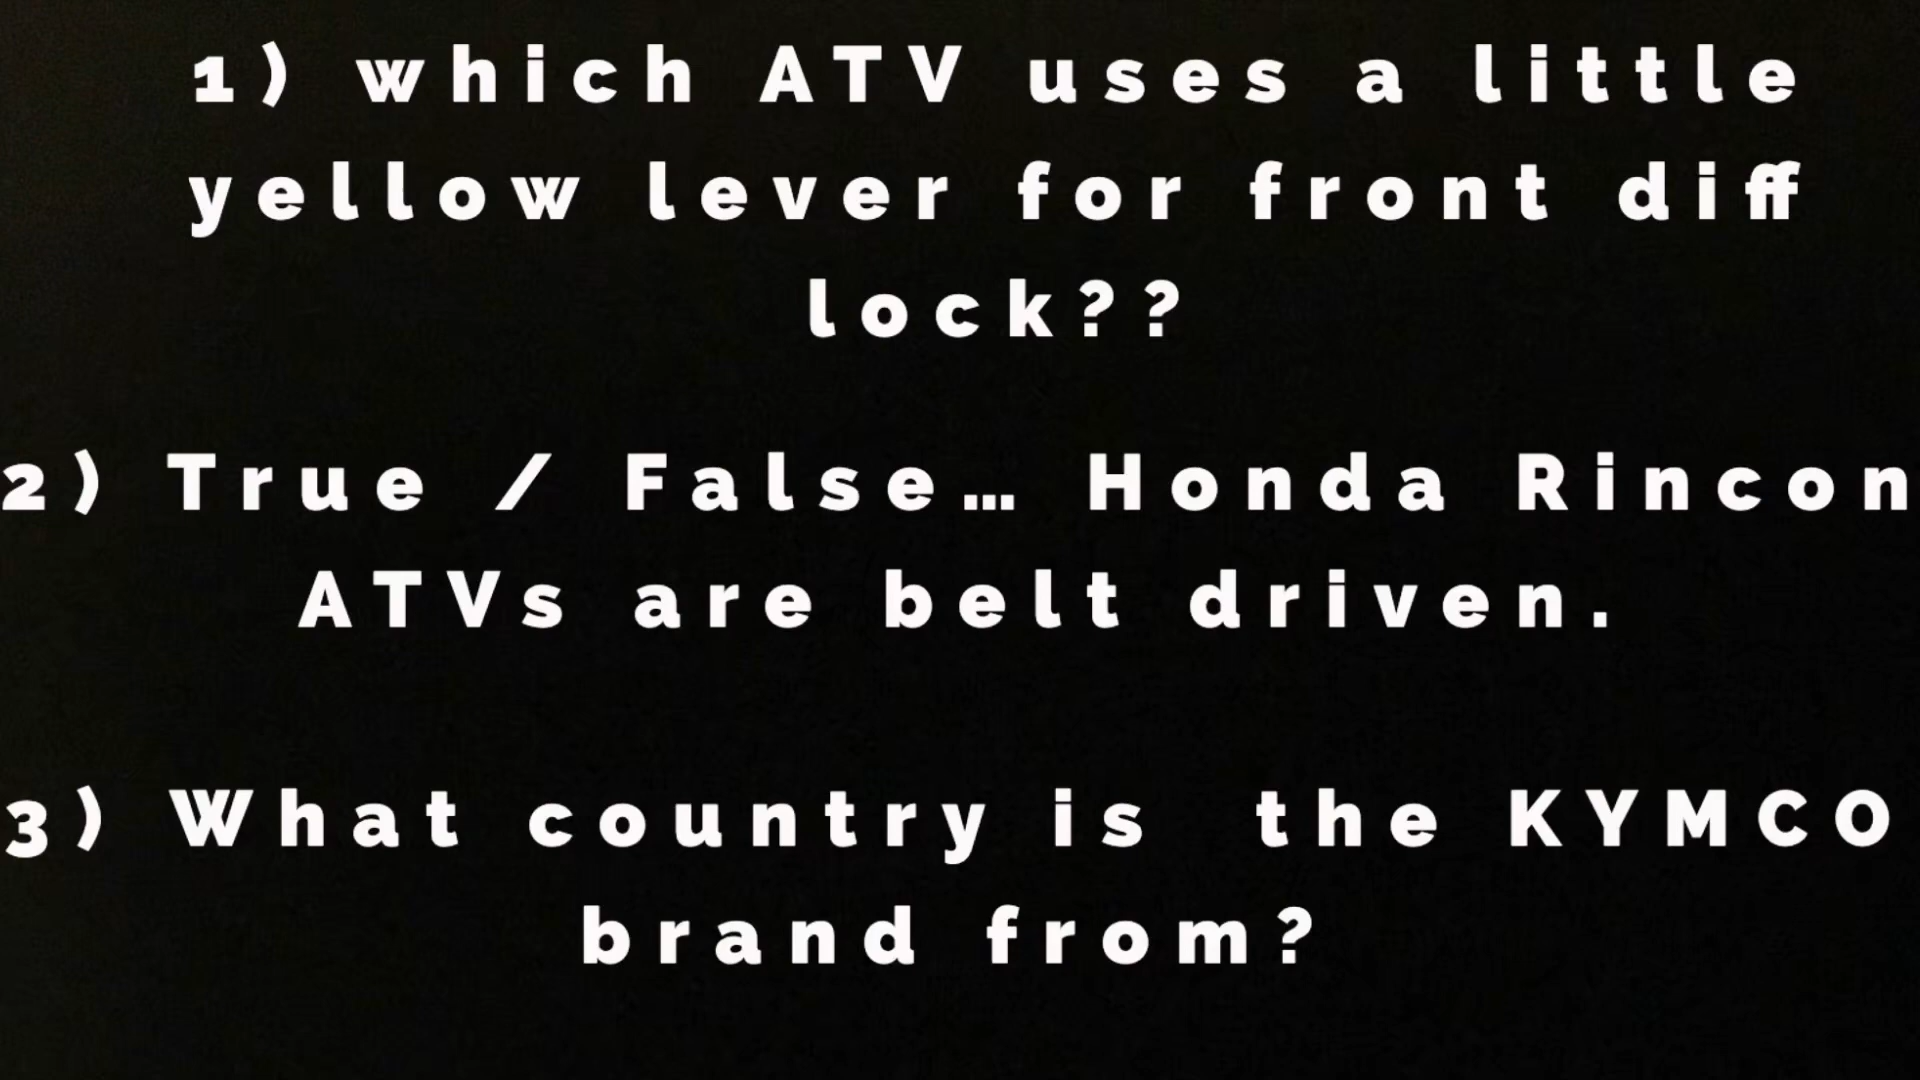 1) which ATV uses a little
yellow lever for front diff
lock??
2) True / False… Honda Rincon
ATVs are belt driven.
3) What country is the KYMCO
brand from?